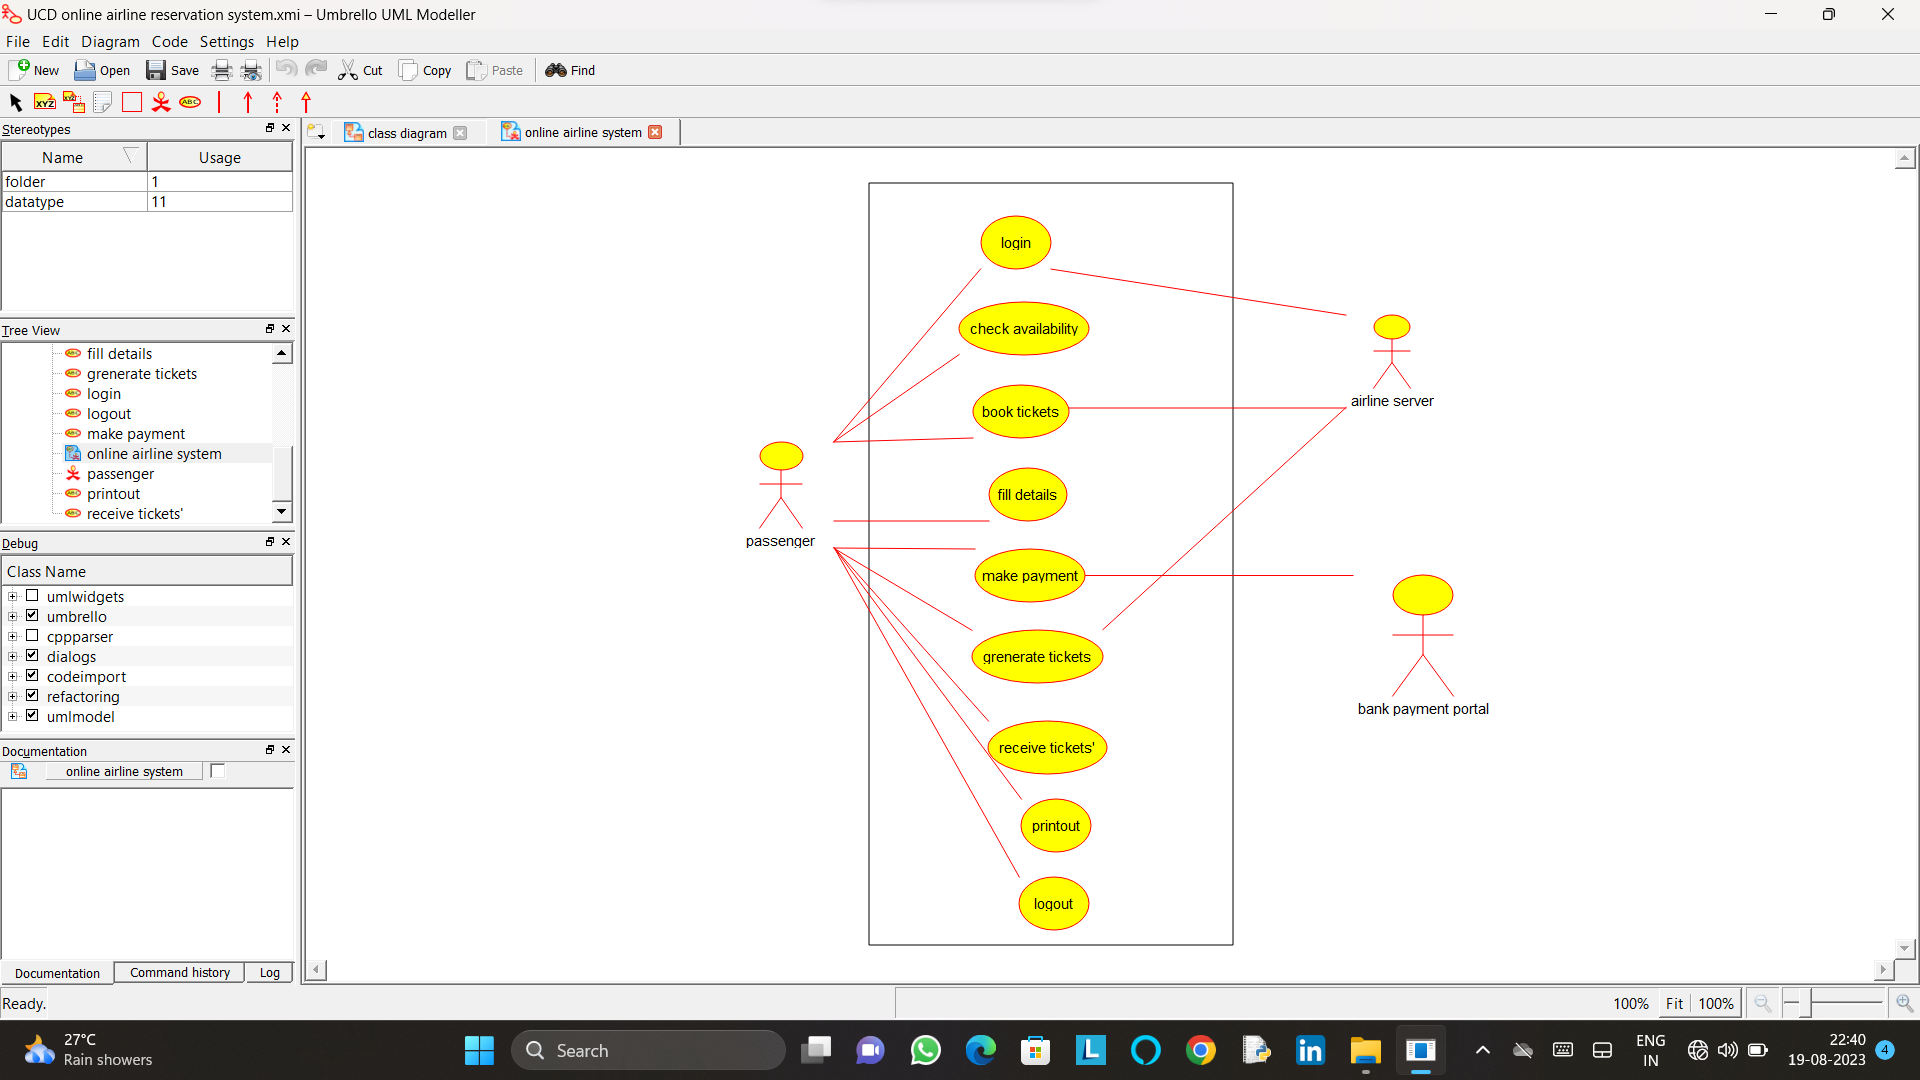 UCD online airline reservation system.xmi – Umbrello UML Modeller
File Edit Diagram Code Settings Help
New Open Save Cut Copy Paste Find
XYZ XYZ ABC
Stereotypes
class diagram online airline system
Name Usage
folder 1
datatype 11
Tree View
fill details
grenerate tickets
login
logout
make payment
online airline system
passenger
printout
receive tickets'
Debug
Class Name
umlwidgets
umbrello
cppparser
dialogs
codeimport
refactoring
umlmodel
Documentation
online airline system
Documentation Command history Log
login
check availability
book tickets
fill details
make payment
grenerate tickets
receive tickets'
printout
logout
passenger
airline server
bank payment portal
Ready.
100% Fit 100%
27°C
Rain showers
Search
L
in
ENG
IN
22:40
19-08-2023
4